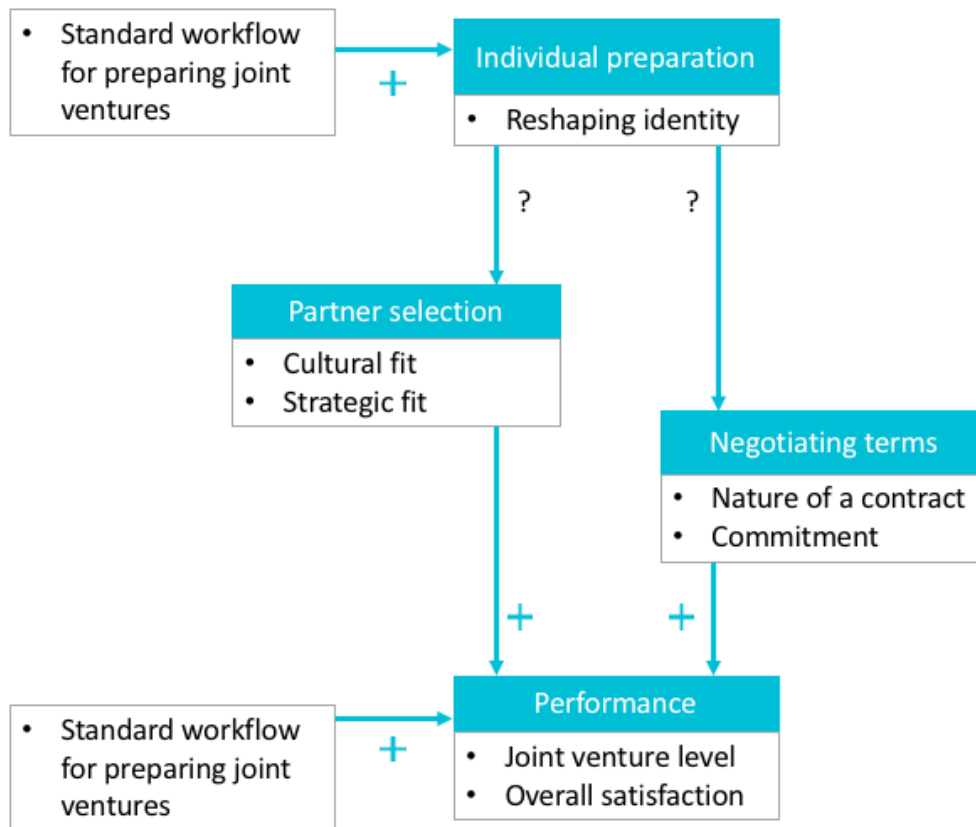 • Standard workflow
for preparing joint
ventures
+
Individual preparation
• Reshaping identity
?
?
Partner selection
• Cultural fit
• Strategic fit
Negotiating terms
• Nature of a contract
• Commitment
+
+
• Standard workflow
for preparing joint
ventures
+
Performance
• Joint venture level
• Overall satisfaction